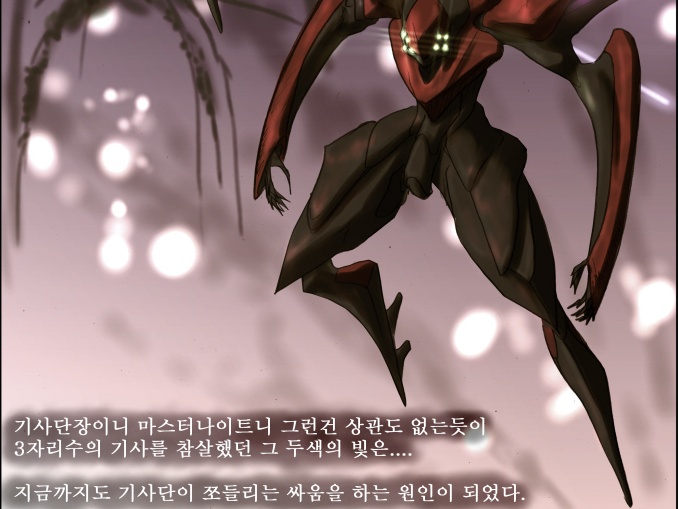 기사단장이니 마스터나이트니 그런건 상관도 없는듯이
3자리수의 기사를 참살했던 그 두색의 빛은....
지금까지도 기사단이 쪼들리는 싸움을 하는 원인이 되었다.